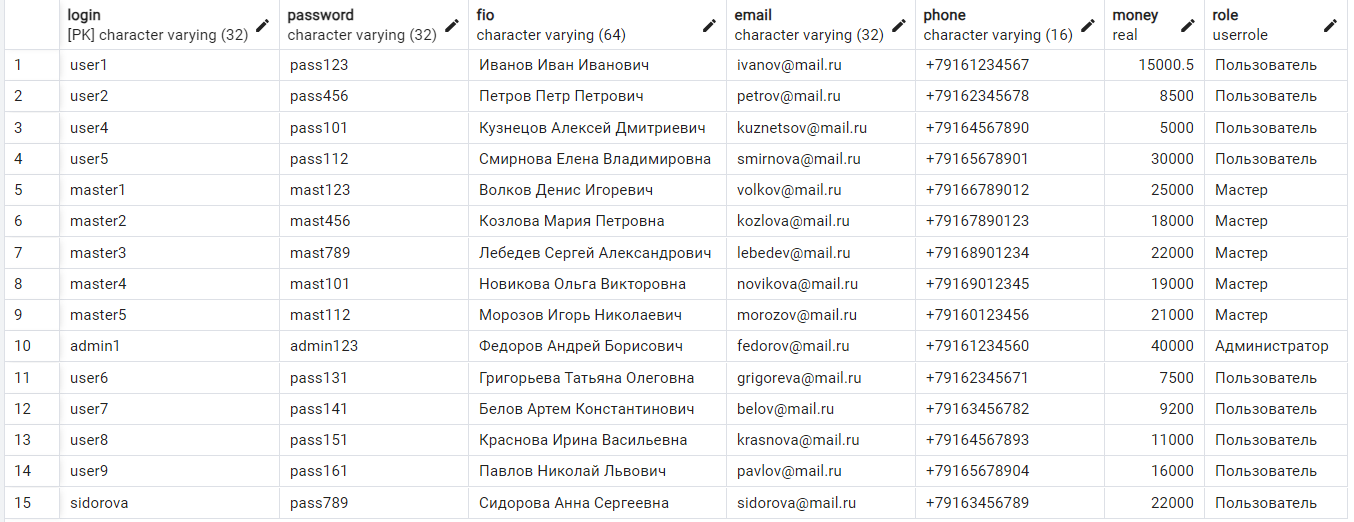 login password fio email phone money role
[PK] character varying (32) character varying (32) character varying (64) character varying (32) character varying (16) real userrole
1 user1 pass123 Иванов Иван Иванович ivanov@mail.ru +79161234567 15000.5 Пользователь
2 user2 pass456 Петров Петр Петрович petrov@mail.ru +79162345678 8500 Пользователь
3 user4 pass101 Кузнецов Алексей Дмитриевич kuznetsov@mail.ru +79164567890 5000 Пользователь
4 user5 pass112 Смирнова Елена Владимировна smirnova@mail.ru +79165678901 30000 Пользователь
5 master1 mast123 Волков Денис Игоревич volkov@mail.ru +79166789012 25000 Мастер
6 master2 mast456 Козлова Мария Петровна kozlova@mail.ru +79167890123 18000 Мастер
7 master3 mast789 Лебедев Сергей Александрович lebedev@mail.ru +79168901234 22000 Мастер
8 master4 mast101 Новикова Ольга Викторовна novikova@mail.ru +79169012345 19000 Мастер
9 master5 mast112 Морозов Игорь Николаевич morozov@mail.ru +79160123456 21000 Мастер
10 admin1 admin123 Федоров Андрей Борисович fedorov@mail.ru +79161234560 40000 Администратор
11 user6 pass131 Григорьева Татьяна Олеговна grigoreva@mail.ru +79162345671 7500 Пользователь
12 user7 pass141 Белов Артем Константинович belov@mail.ru +79163456782 9200 Пользователь
13 user8 pass151 Краснова Ирина Васильевна krasnova@mail.ru +79164567893 11000 Пользователь
14 user9 pass161 Павлов Николай Львович pavlov@mail.ru +79165678904 16000 Пользователь
15 sidorova pass789 Сидорова Анна Сергеевна sidorova@mail.ru +79163456789 22000 Пользователь